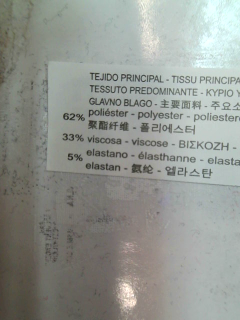 TEJIDO PRINCIPAL - TISSU PRINCIPA
TESSUTO PREDOMINANTE - ΚΥΡΙΟ Υ
GLAVNO BLAGO - 主要面料 - 주요소
62% poliéster - polyester - poliestere
聚酯纤维 - 폴리에스터
33% viscosa - viscose - ΒΙΣΚΟΖΗ -
5% elastano - élasthanne - elasta
elastan - 氨纶 - 엘라스탄